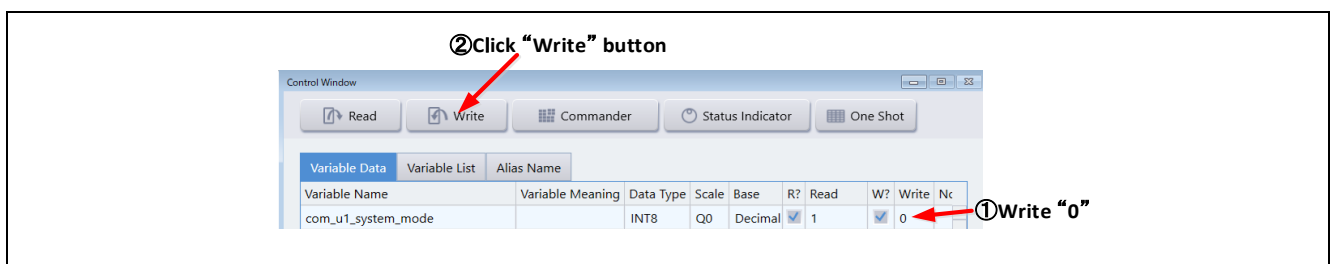 ②Click “Write” button
Control Window
Read Write Commander Status Indicator One Shot
Variable Data Variable List Alias Name
Variable Name Variable Meaning Data Type Scale Base R? Read W? Write Nc
com_u1_system_mode INT8 Q0 Decimal 1 0
①Write “0”